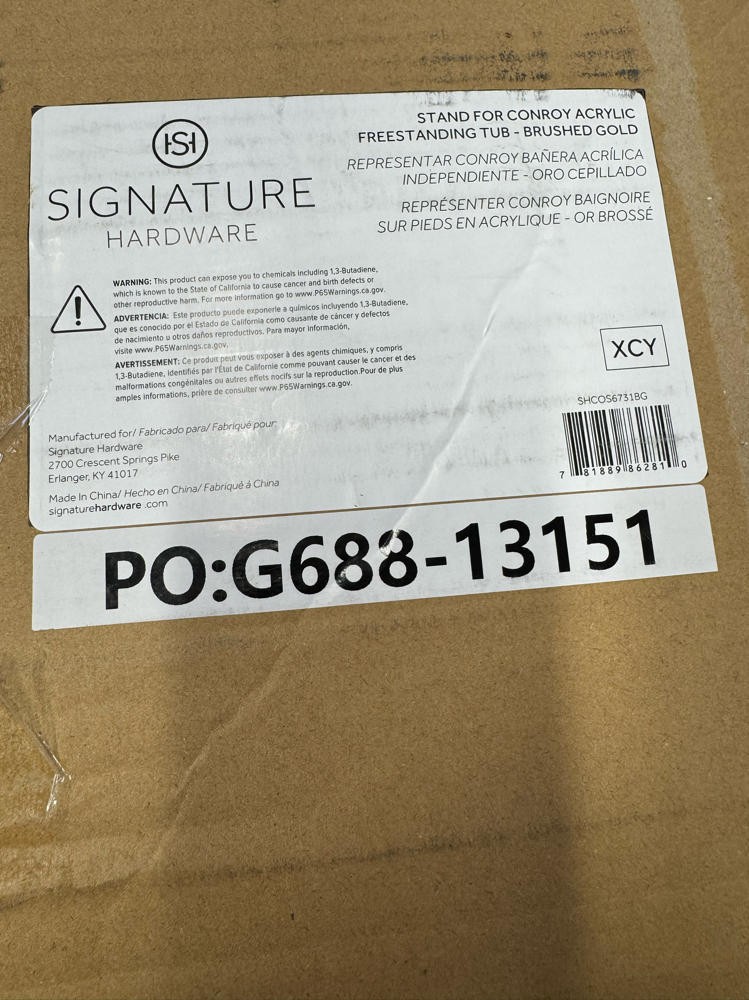 HS
SIGNATURE
HARDWARE
STAND FOR CONROY ACRYLIC
FREESTANDING TUB - BRUSHED GOLD
REPRESENTAR CONROY BAÑERA ACRÍLICA
INDEPENDIENTE - ORO CEPILLADO
REPRÉSENTER CONROY BAIGNOIRE
SUR PIEDS EN ACRYLIQUE - OR BROSSÉ
WARNING: This product can expose you to chemicals including 1,3-Butadiene,
which is known to the State of California to cause cancer and birth defects or
other reproductive harm. For more information go to www.P65Warnings.ca.gov.
ADVERTENCIA: Este producto puede exponerle a químicos incluyendo 1,3-Butadiene,
que es conocido por el Estado de California como causante de cáncer y defectos
de nacimiento u otros daños reproductivos. Para mayor información,
visite www.P65Warnings.ca.gov.
AVERTISSEMENT: Ce produit peut vous exposer à des agents chimiques, y compris
1,3-Butadiene, identifiés par l'État de Californie comme pouvant causer le cancer et des
malformations congénitales ou autres effets nocifs sur la reproduction.Pour de plus
amples informations, prière de consulter www.P65Warnings.ca.gov.
XCY
SHCOS6731BG
7 81889 86281 0
Manufactured for/ Fabricado para/ Fabriqué pour:
Signature Hardware
2700 Crescent Springs Pike
Erlanger, KY 41017
Made In China/ Hecho en China/ Fabriqué á China
signaturehardware .com
PO:G688-13151